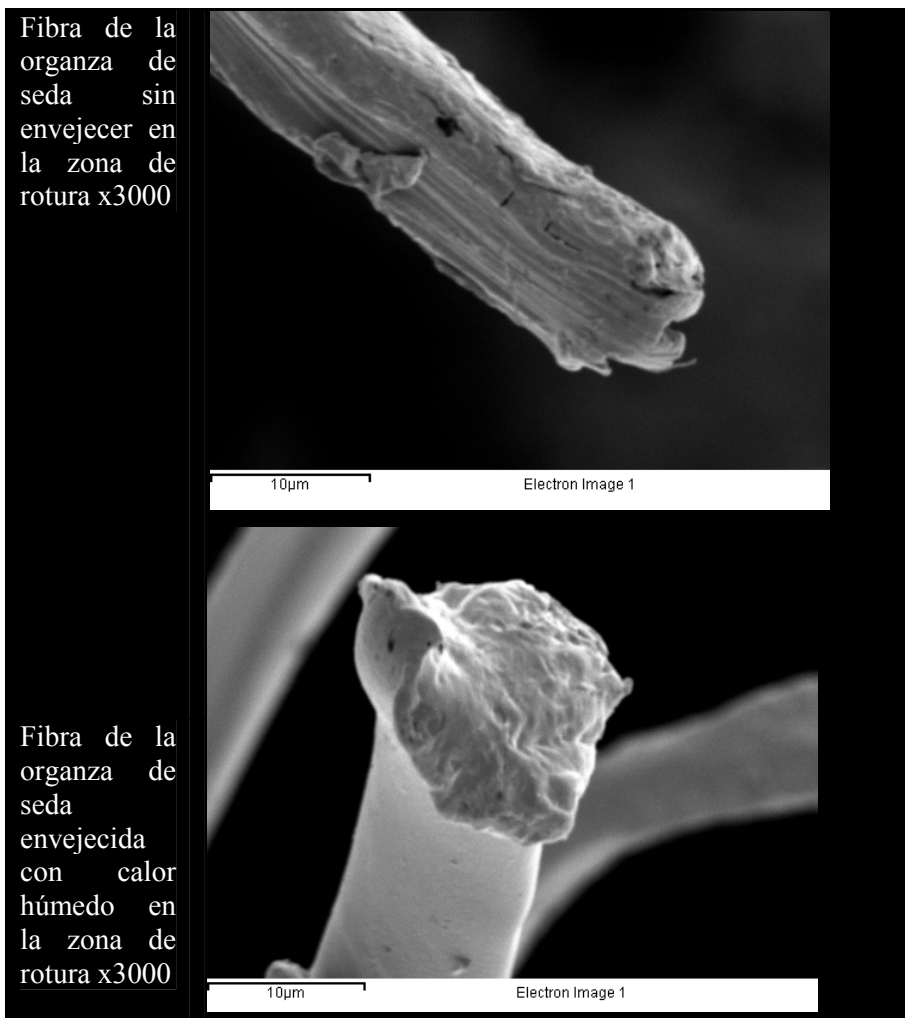 Fibra de la
organza de
seda sin
envejecer en
la zona de
rotura x3000
10µm
Electron Image 1
Fibra de la
organza de
seda
envejecida
con calor
húmedo en
la zona de
rotura x3000
10µm
Electron Image 1